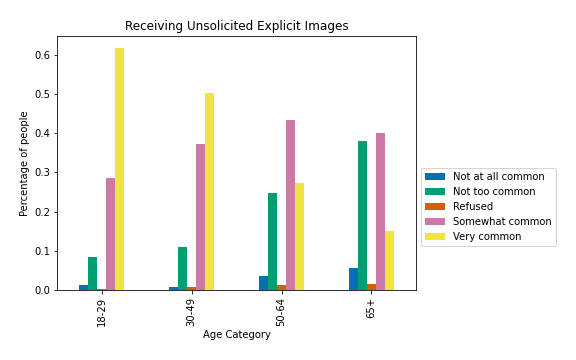 Receiving Unsolicited Explicit Images
Percentage of people
0.6
0.5
0.4
0.3
0.2
0.1
0.0
18-29
30-49
50-64
65+
Age Category
Not at all common
Not too common
Refused
Somewhat common
Very common